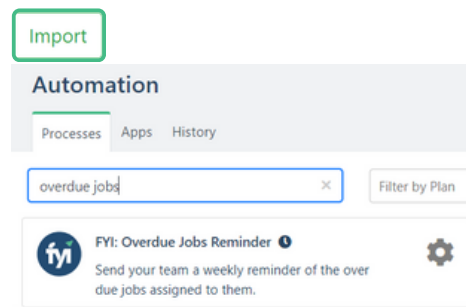 Import
Automation
Processes Apps History
overdue jobs
Filter by Plan
fyi FYI: Overdue Jobs Reminder
Send your team a weekly reminder of the over
due jobs assigned to them.